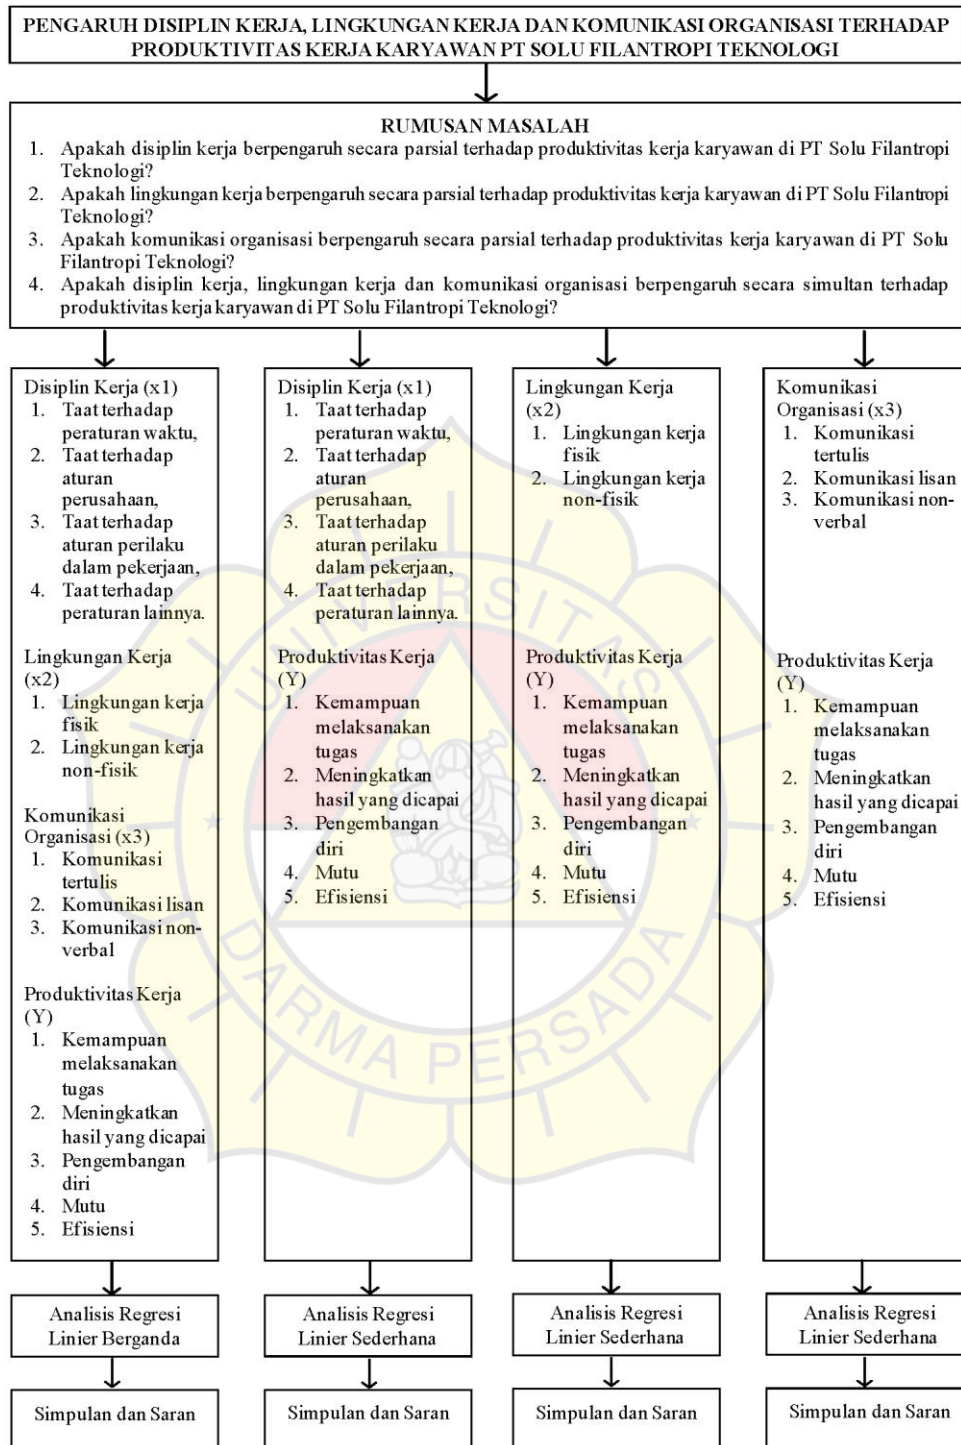 PENGARUH DISIPLIN KERJA, LINGKUNGAN KERJA DAN KOMUNIKASI ORGANISASI TERHADAP
PRODUKTIVITAS KERJA KARYAWAN PT SOLU FILANTROPI TEKNOLOGI
RUMUSAN MASALAH
1. Apakah disiplin kerja berpengaruh secara parsial terhadap produktivitas kerja karyawan di PT Solu Filantropi
Teknologi?
2. Apakah lingkungan kerja berpengaruh secara parsial terhadap produktivitas kerja karyawan di PT Solu Filantropi
Teknologi?
3. Apakah komunikasi organisasi berpengaruh secara parsial terhadap produktivitas kerja karyawan di PT Solu
Filantropi Teknologi?
4. Apakah disiplin kerja, lingkungan kerja dan komunikasi organisasi berpengaruh secara simultan terhadap
produktivitas kerja karyawan di PT Solu Filantropi Teknologi?
Disiplin Kerja (x1)
1. Taat terhadap
peraturan waktu,
2. Taat terhadap
aturan
perusahaan,
3. Taat terhadap
aturan perilaku
dalam pekerjaan,
4. Taat terhadap
peraturan lainnya.
Lingkungan Kerja
(x2)
1. Lingkungan kerja
fisik
2. Lingkungan kerja
non-fisik
Komunikasi
Organisasi (x3)
1. Komunikasi
tertulis
2. Komunikasi lisan
3. Komunikasi non-
verbal
Produktivitas Kerja
(Y)
1. Kemampuan
melaksanakan
tugas
2. Meningkatkan
hasil yang dicapai
3. Pengembangan
diri
4. Mutu
5. Efisiensi
Analisis Regresi
Linier Berganda
Simpulan dan Saran
Disiplin Kerja (x1)
1. Taat terhadap
peraturan waktu,
2. Taat terhadap
aturan
perusahaan,
3. Taat terhadap
aturan perilaku
dalam pekerjaan,
4. Taat terhadap
peraturan lainnya.
Produktivitas Kerja
(Y)
1. Kemampuan
melaksanakan
tugas
2. Meningkatkan
hasil yang dicapai
3. Pengembangan
diri
4. Mutu
5. Efisiensi
Analisis Regresi
Linier Sederhana
Simpulan dan Saran
Lingkungan Kerja
(x2)
1. Lingkungan kerja
fisik
2. Lingkungan kerja
non-fisik
Produktivitas Kerja
(Y)
1. Kemampuan
melaksanakan
tugas
2. Meningkatkan
hasil yang dicapai
3. Pengembangan
diri
4. Mutu
5. Efisiensi
Analisis Regresi
Linier Sederhana
Simpulan dan Saran
Komunikasi
Organisasi (x3)
1. Komunikasi
tertulis
2. Komunikasi lisan
3. Komunikasi non-
verbal
Produktivitas Kerja
(Y)
1. Kemampuan
melaksanakan
tugas
2. Meningkatkan
hasil yang dicapai
3. Pengembangan
diri
4. Mutu
5. Efisiensi
Analisis Regresi
Linier Sederhana
Simpulan dan Saran
UNIVERSITAS
DARMA PERSADA